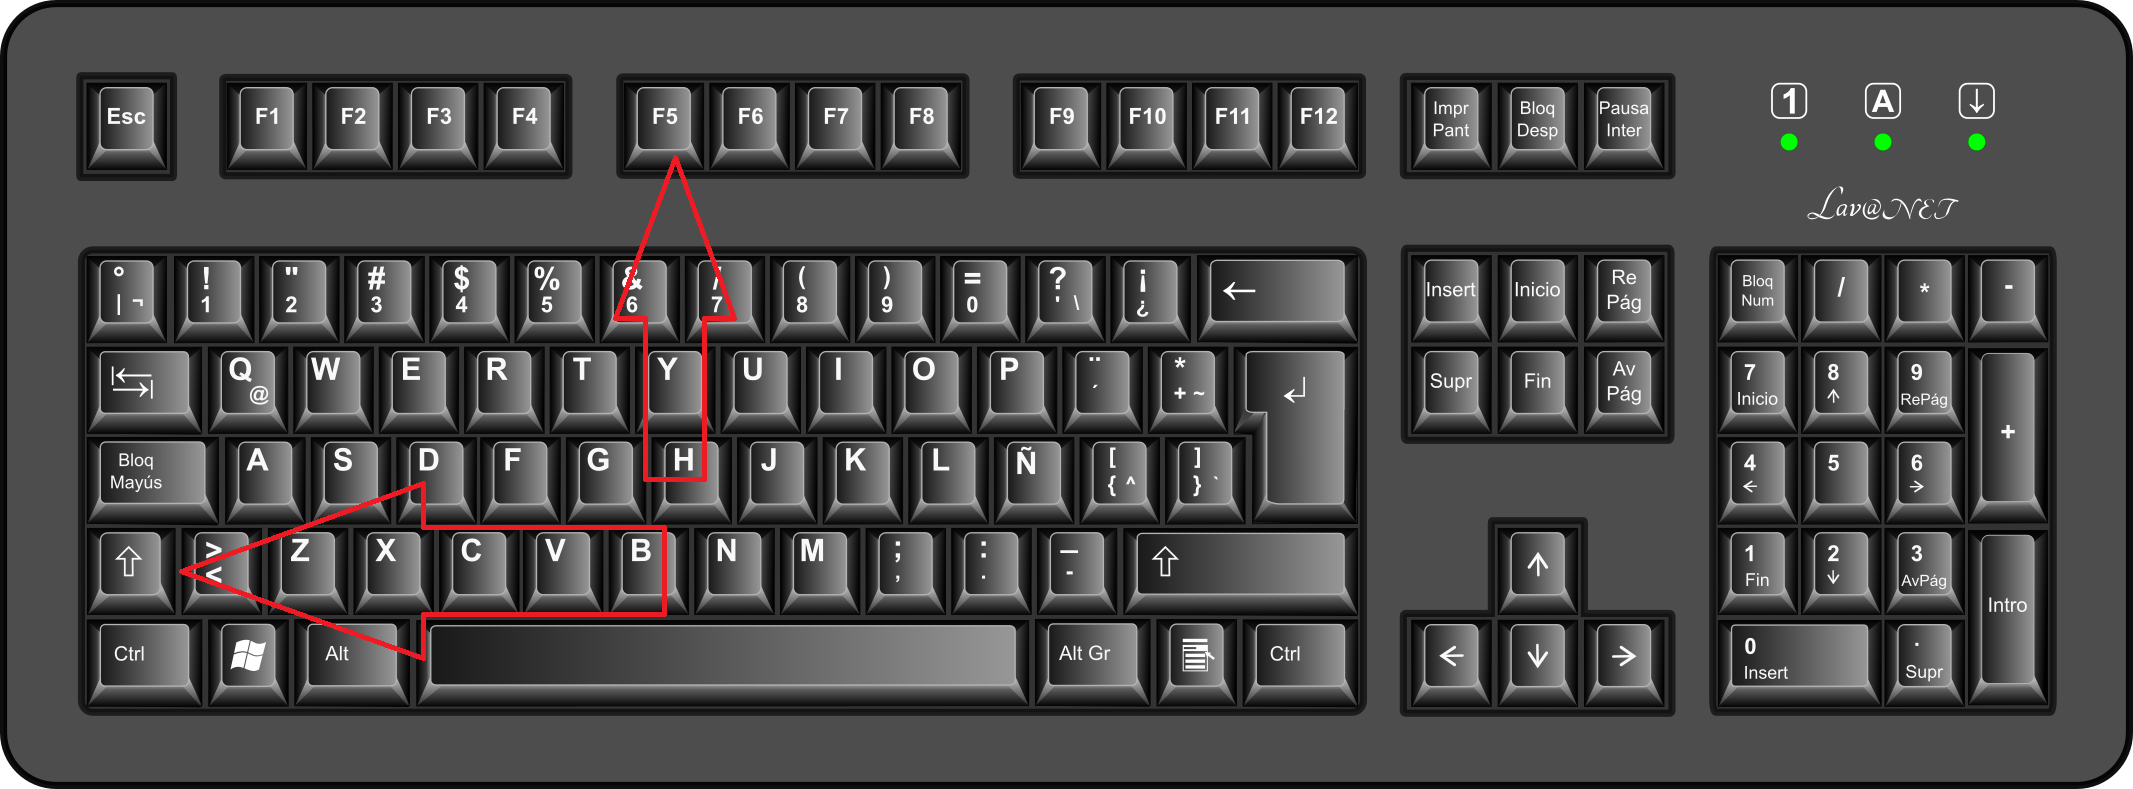 Esc F1 F2 F3 F4 F5 F6 F7 F8 F9 F10 F11 F12 Impr Pant Bloq Desp Pausa Inter 1 A ↓
Lav@NET
° | ¬ ! 1 " 2 # 3 $ 4 % 5 & 6 / 7 ( 8 ) 9 = 0 ? ' \ ¡ ¿ ← Insert Inicio Re Pág Bloq Num / * -
Q @ W E R T Y U I O P ¨ ´ * + ~ ↵ Supr Fin Av Pág 7 Inicio 8 ↑ 9 RePág +
Bloq Mayús A S D F G H J K L Ñ [ { ^ ] } ` 4 ← 5 6 →
⇧ > < Z X C V B N M ; , : . _ - ⇧ ↑ 1 Fin 2 ↓ 3 AvPág Intro
Ctrl Alt Alt Gr Ctrl ← ↓ → 0 Insert . Supr